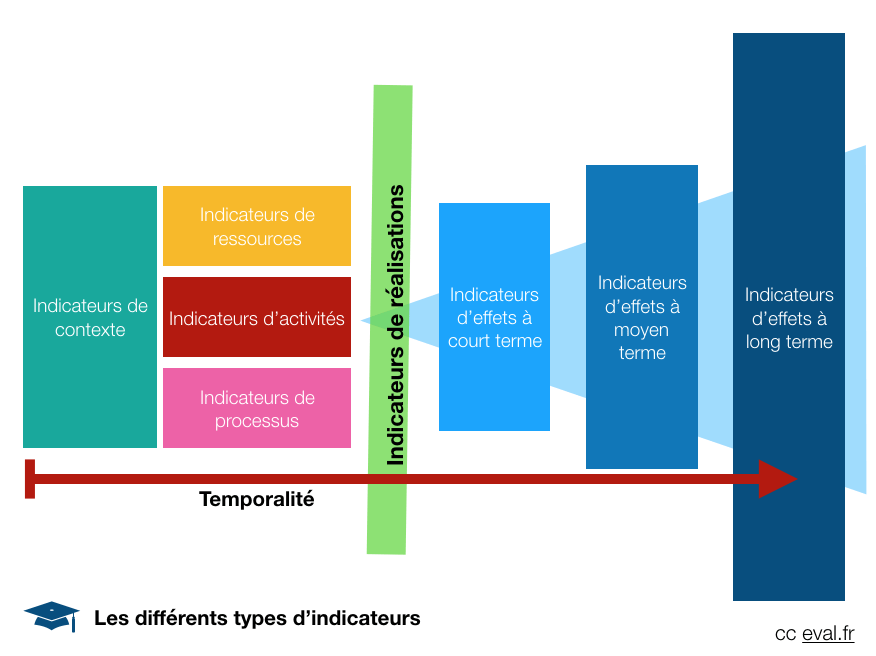 Indicateurs de
contexte
Indicateurs de
ressources
Indicateurs d’activités
Indicateurs de
processus
Indicateurs de réalisations
Indicateurs
d’effets à
court terme
Indicateurs
d’effets à
moyen
terme
Indicateurs
d’effets à
long terme
Temporalité
Les différents types d’indicateurs
cc eval.fr